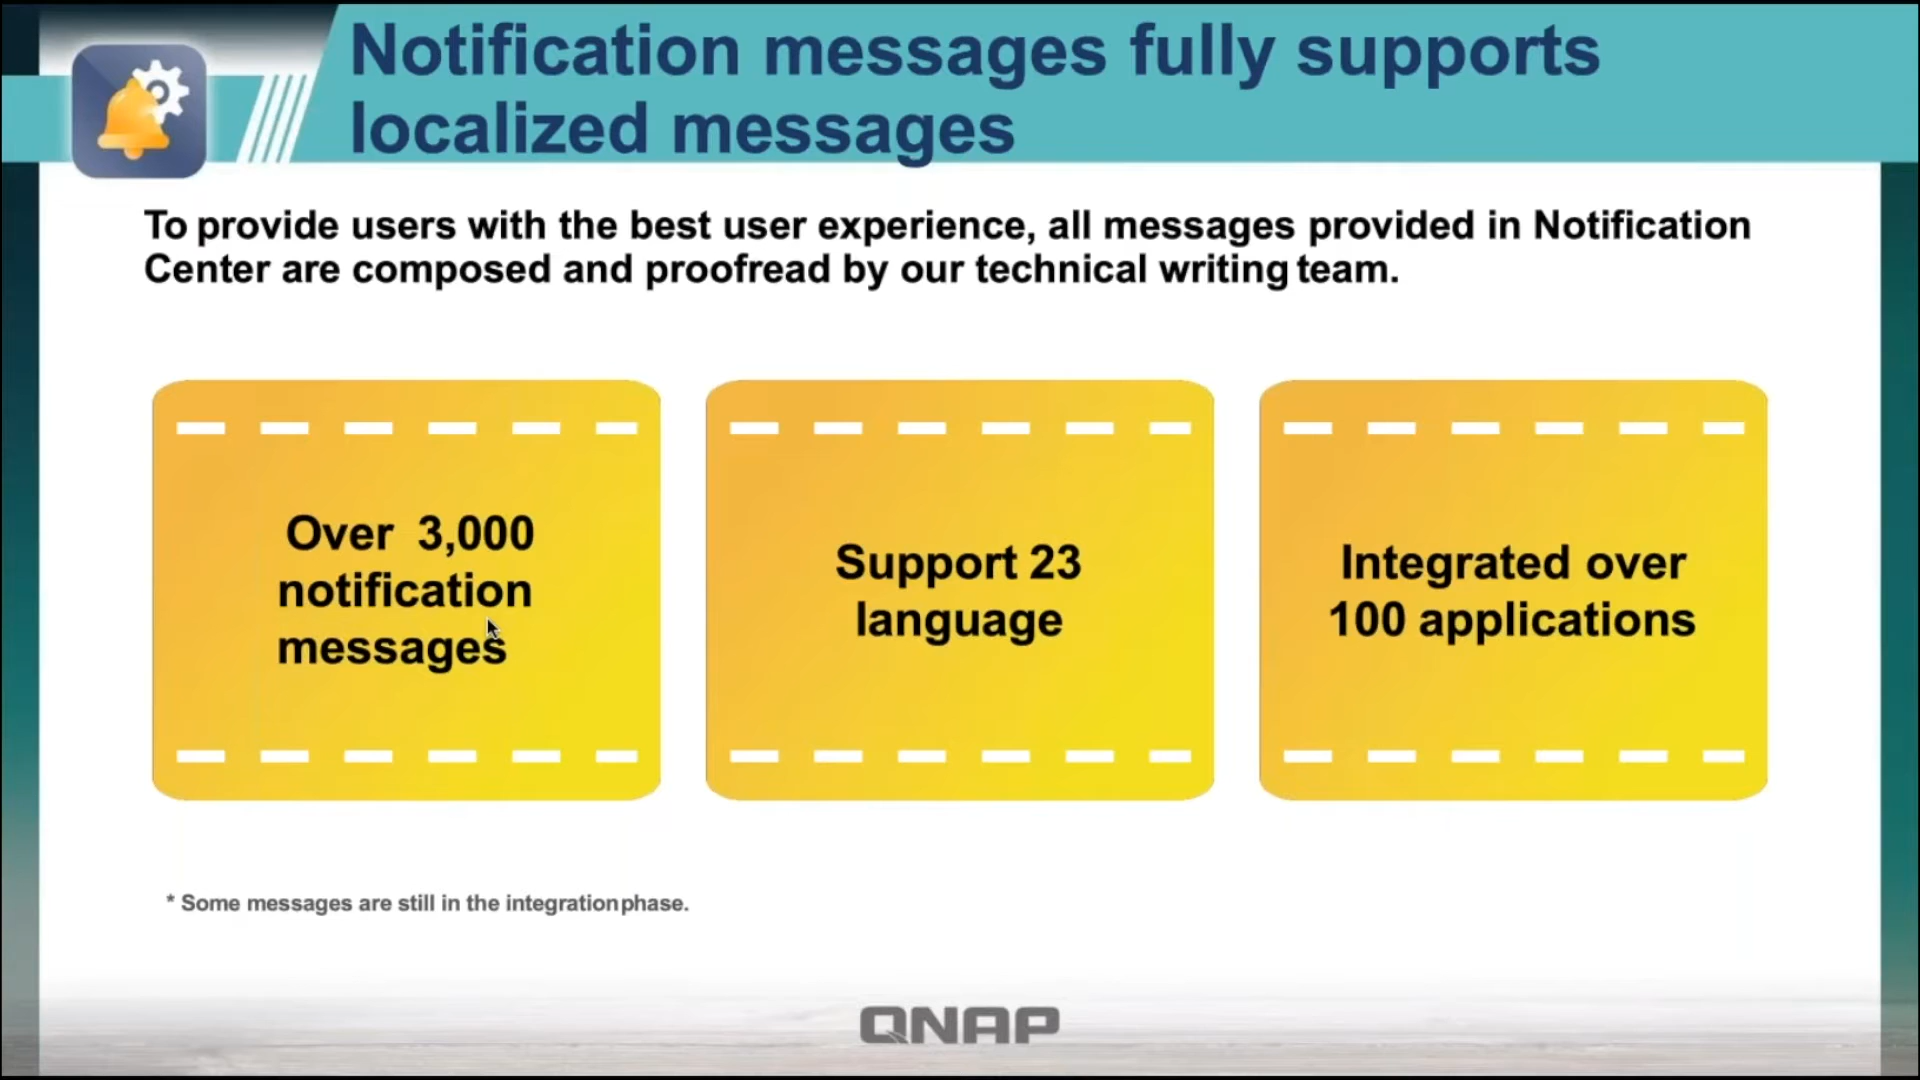 Notification messages fully supports
localized messages
To provide users with the best user experience, all messages provided in Notification
Center are composed and proofread by our technical writing team.
Over 3,000
notification
messages
Support 23
language
Integrated over
100 applications
* Some messages are still in the integration phase.
QNAP